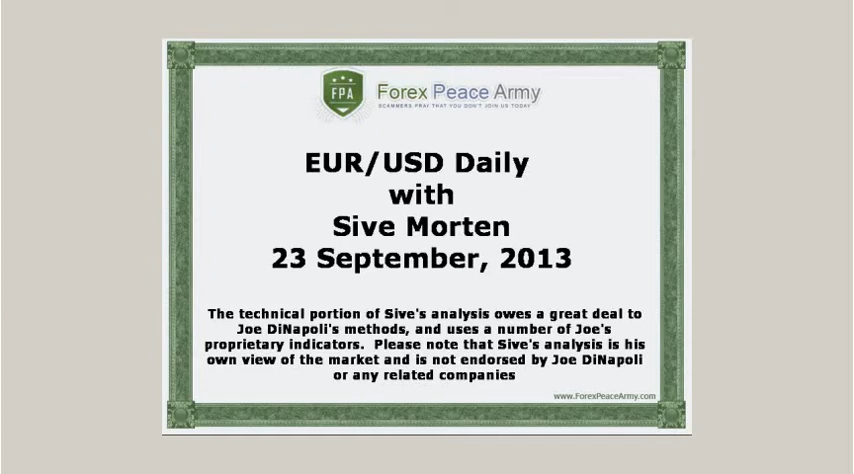 FPA
Forex Peace Army
SCAMMERS PRAY THAT YOU DON'T JOIN US TODAY
EUR/USD Daily
with
Sive Morten
23 September, 2013
The technical portion of Sive's analysis owes a great deal to
Joe DiNapoli's methods, and uses a number of Joe's
proprietary indicators.  Please note that Sive's analysis is his
own view of the market and is not endorsed by Joe DiNapoli
or any related companies
www.ForexPeaceArmy.com